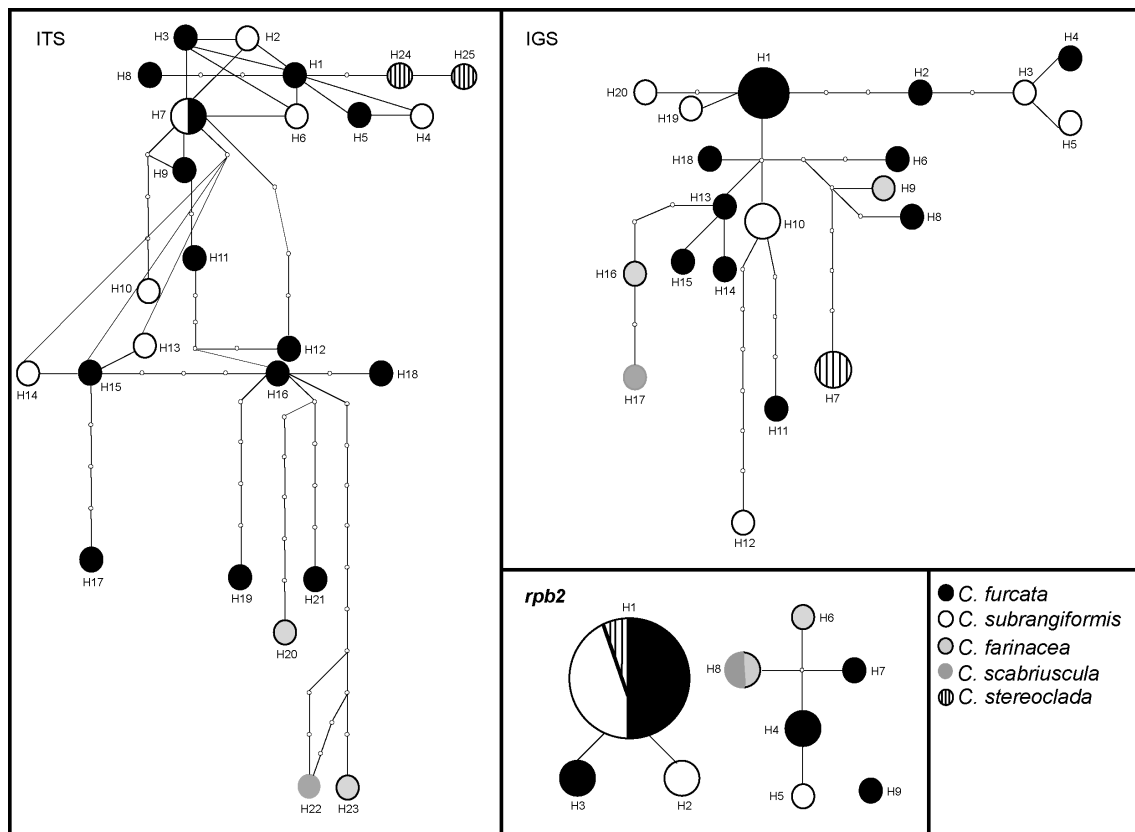 ITS
H3
H2
H8
H1
H24
H25
H7
H6
H5
H4
H9
H11
H10
H13
H12
H14
H15
H16
H18
H17
H19
H21
H20
H22
H23
IGS
H1
H4
H20
H19
H2
H3
H5
H18
H6
H13
H9
H10
H8
H16
H15
H14
H17
H7
H11
H12
rpb2
H1
H6
H8
H7
H4
H3
H2
H5
H9
C. furcata
C. subrangiformis
C. farinacea
C. scabriuscula
C. stereoclada